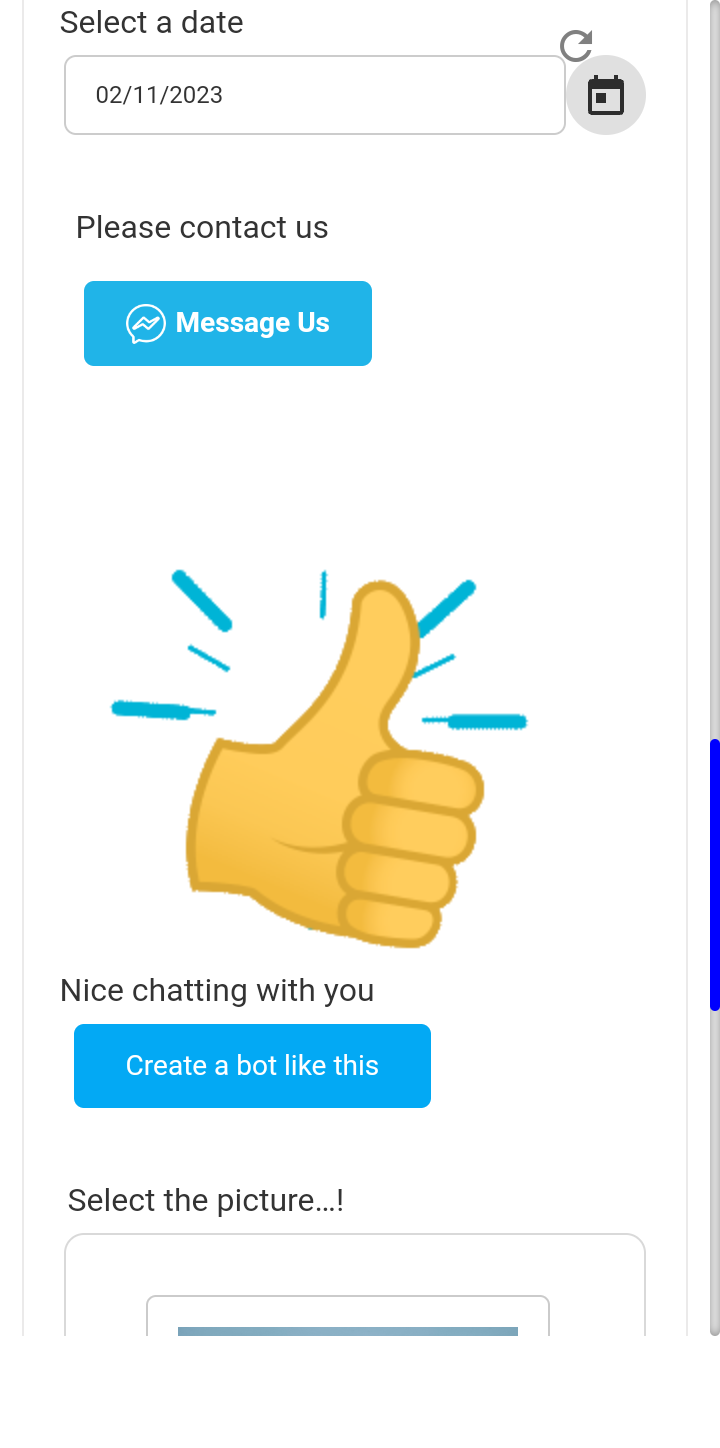 Select a date
02/11/2023
Please contact us
Message Us
Nice chatting with you
Create a bot like this
Select the picture...!